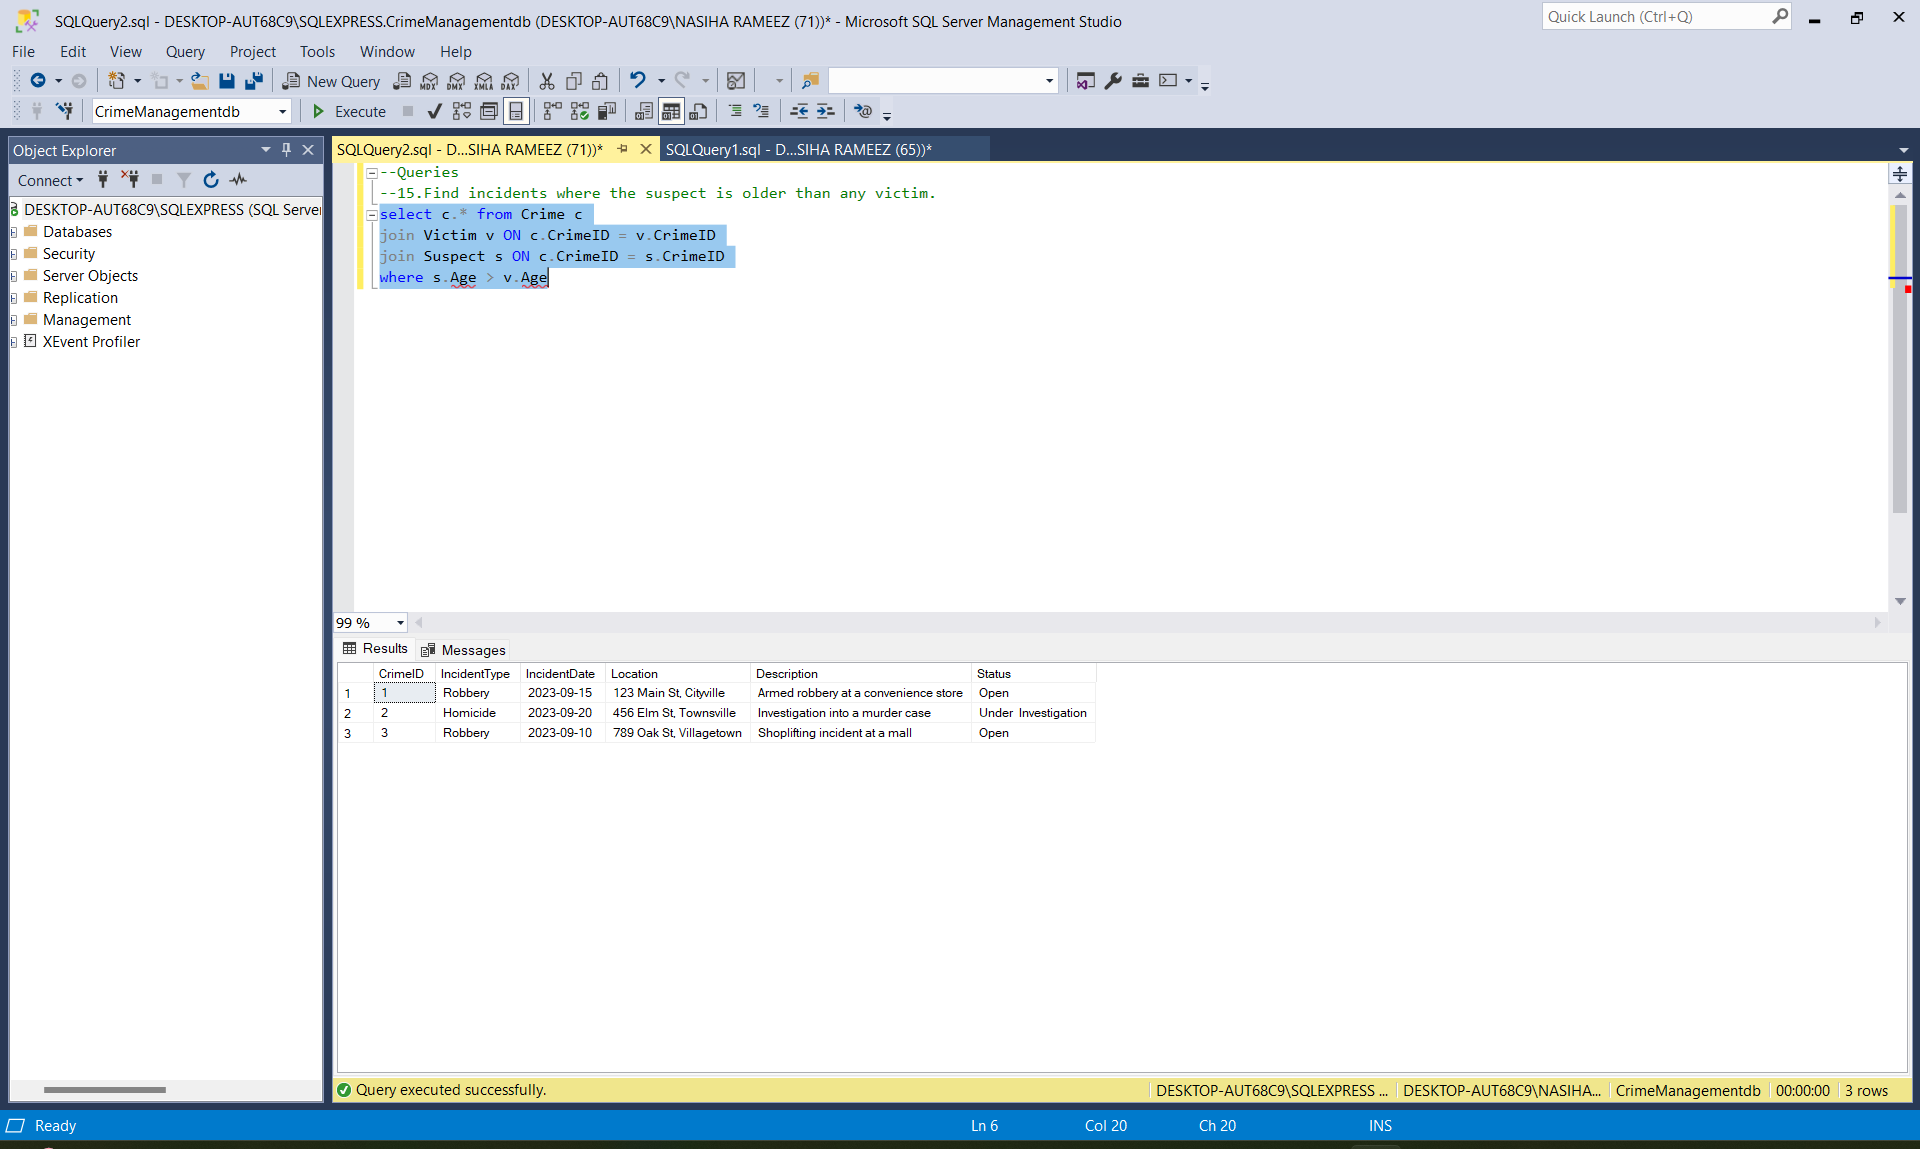 SQLQuery2.sql - DESKTOP-AUT68C9\SQLEXPRESS.CrimeManagementdb (DESKTOP-AUT68C9\NASIHA RAMEEZ (71))* - Microsoft SQL Server Management Studio
Quick Launch (Ctrl+Q)
File Edit View Query Project Tools Window Help
New Query MDX DMX XMLA DAX
CrimeManagementdb Execute
Object Explorer
SQLQuery2.sql - D...SIHA RAMEEZ (71))* SQLQuery1.sql - D...SIHA RAMEEZ (65))*
Connect
DESKTOP-AUT68C9\SQLEXPRESS (SQL Server
Databases
Security
Server Objects
Replication
Management
XEvent Profiler
--Queries
--15.Find incidents where the suspect is older than any victim.
select c.* from Crime c
join Victim v ON c.CrimeID = v.CrimeID
join Suspect s ON c.CrimeID = s.CrimeID
where s.Age > v.Age
99 %
Results Messages
CrimeID IncidentType IncidentDate Location Description Status
1 1 Robbery 2023-09-15 123 Main St, Cityville Armed robbery at a convenience store Open
2 2 Homicide 2023-09-20 456 Elm St, Townsville Investigation into a murder case Under Investigation
3 3 Robbery 2023-09-10 789 Oak St, Villagetown Shoplifting incident at a mall Open
Query executed successfully. DESKTOP-AUT68C9\SQLEXPRESS ... DESKTOP-AUT68C9\NASIHA... CrimeManagementdb 00:00:00 3 rows
Ready Ln 6 Col 20 Ch 20 INS